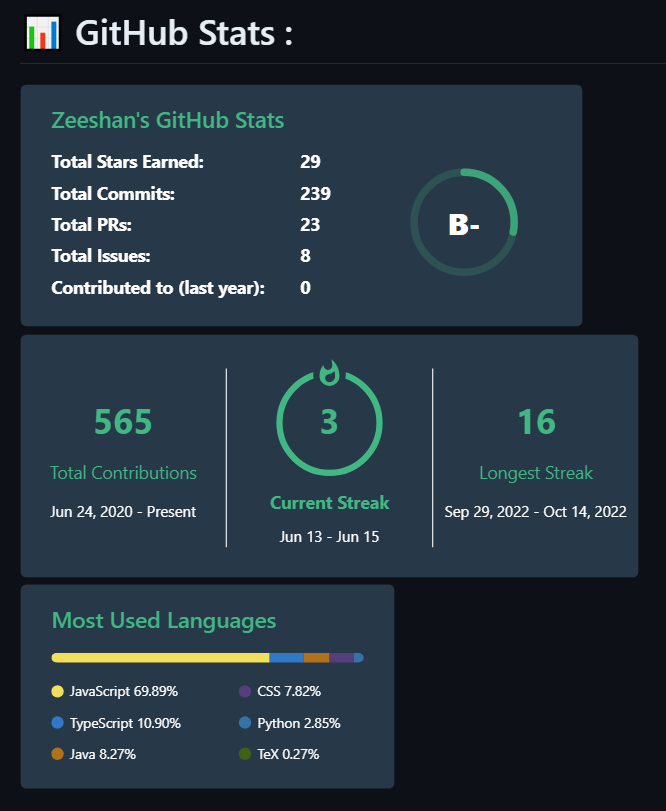 GitHub Stats :
Zeeshan's GitHub Stats
Total Stars Earned: 29
Total Commits: 239
Total PRs: 23
Total Issues: 8
Contributed to (last year): 0
B-
565
Total Contributions
Jun 24, 2020 - Present
3
Current Streak
Jun 13 - Jun 15
16
Longest Streak
Sep 29, 2022 - Oct 14, 2022
Most Used Languages
JavaScript 69.89%
TypeScript 10.90%
Java 8.27%
CSS 7.82%
Python 2.85%
TeX 0.27%